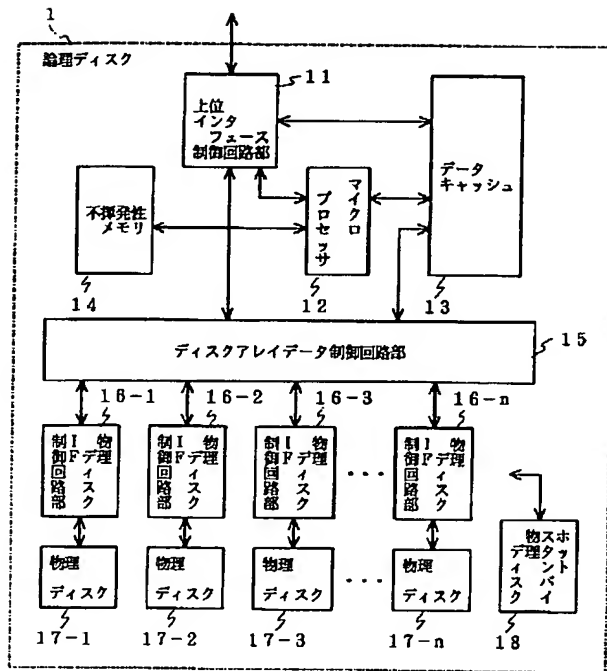 1
論理ディスク
上位
インタ
フェース
制御回路部
11
データ
キャッシュ
不揮発性
メモリ
マイクロ
プロセッサ
14
12
13
ディスクアレイデータ制御回路部
15
16-1
16-2
16-3
16-n
物理
ディスク
IF
制御回路部
物理
ディスク
IF
制御回路部
物理
ディスク
IF
制御回路部
・・・
物理
ディスク
IF
制御回路部
物理
ディスク
物理
ディスク
物理
ディスク
・・・
物理
ディスク
ホット
スタンバイ
物理
ディスク
17-1
17-2
17-3
17-n
18